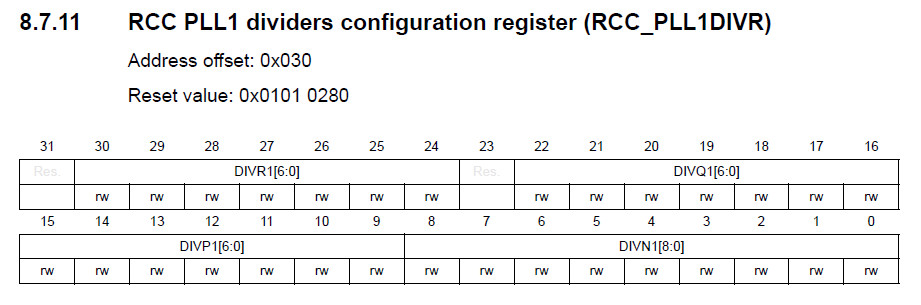 8.7.11 RCC PLL1 dividers configuration register (RCC_PLL1DIVR)
Address offset: 0x030
Reset value: 0x0101 0280
31 30 29 28 27 26 25 24 23 22 21 20 19 18 17 16
Res. DIVR1[6:0] Res. DIVQ1[6:0]
rw rw rw rw rw rw rw rw rw rw rw rw rw rw
15 14 13 12 11 10 9 8 7 6 5 4 3 2 1 0
DIVP1[6:0] DIVN1[8:0]
rw rw rw rw rw rw rw rw rw rw rw rw rw rw rw rw